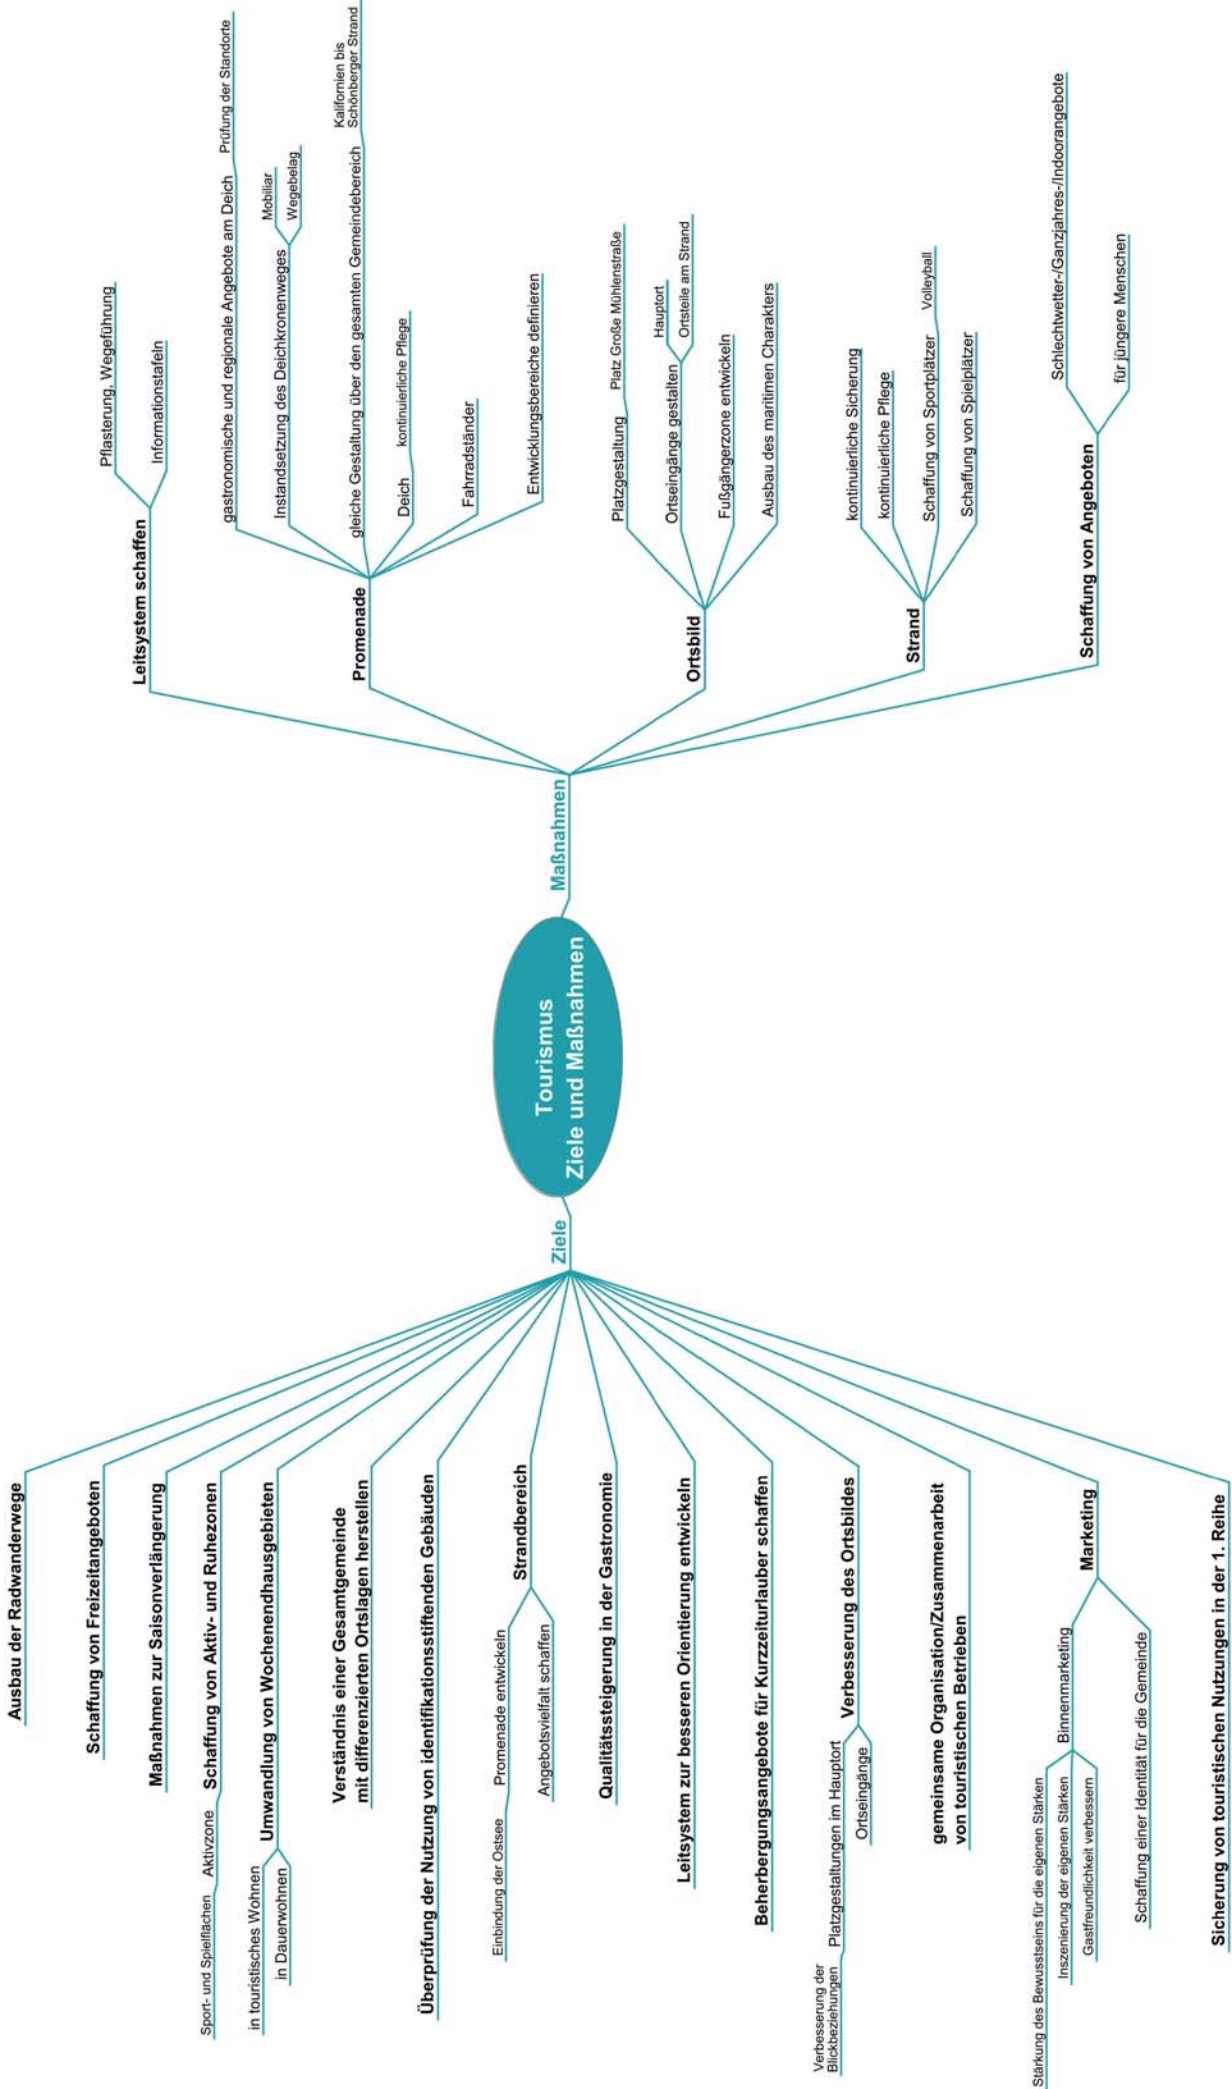 Tourismus
Ziele und Maßnahmen
Ziele
Ausbau der Radwanderwege
Schaffung von Freizeitangeboten
Maßnahmen zur Saisonverlängerung
Schaffung von Aktiv- und Ruhezonen
Aktivzone
Sport- und Spielflächen
Umwandlung von Wochenendhausgebieten
in touristisches Wohnen
in Dauerwohnen
Verständnis einer Gesamtgemeinde
mit differenzierten Ortslagen herstellen
Überprüfung der Nutzung von identifikationsstiftenden Gebäuden
Strandbereich
Promenade entwickeln
Einbindung der Ostsee
Angebotsvielfalt schaffen
Qualitätssteigerung in der Gastronomie
Leitsystem zur besseren Orientierung entwickeln
Beherbergungsangebote für Kurzzeiturlauber schaffen
Verbesserung des Ortsbildes
Platzgestaltungen im Hauptort
Verbesserung der
Blickbeziehungen
Ortseingänge
gemeinsame Organisation/Zusammenarbeit
von touristischen Betrieben
Marketing
Binnenmarketing
Stärkung des Bewusstseins für die eigenen Stärken
Inszenierung der eigenen Stärken
Gastfreundlichkeit verbessern
Schaffung einer Identität für die Gemeinde
Sicherung von touristischen Nutzungen in der 1. Reihe
Maßnahmen
Leitsystem schaffen
Pflasterung, Wegeführung
Informationstafeln
Promenade
gastronomische und regionale Angebote am Deich
Prüfung der Standorte
Instandsetzung des Deichkronenweges
Mobiliar
Wegebelag
gleiche Gestaltung über den gesamten Gemeindebereich
Kalifornien bis
Schönberger Strand
Deich
kontinuierliche Pflege
Fahrradständer
Entwicklungsbereiche definieren
Ortsbild
Platzgestaltung
Platz Große Mühlenstraße
Ortseingänge gestalten
Hauptort
Ortsteile am Strand
Fußgängerzone entwickeln
Ausbau des maritimen Charakters
Strand
kontinuierliche Sicherung
kontinuierliche Pflege
Schaffung von Sportplätzer
Volleyball
Schaffung von Spielplätzer
Schaffung von Angeboten
Schlechtwetter-/Ganzjahres-/Indoorangebote
für jüngere Menschen